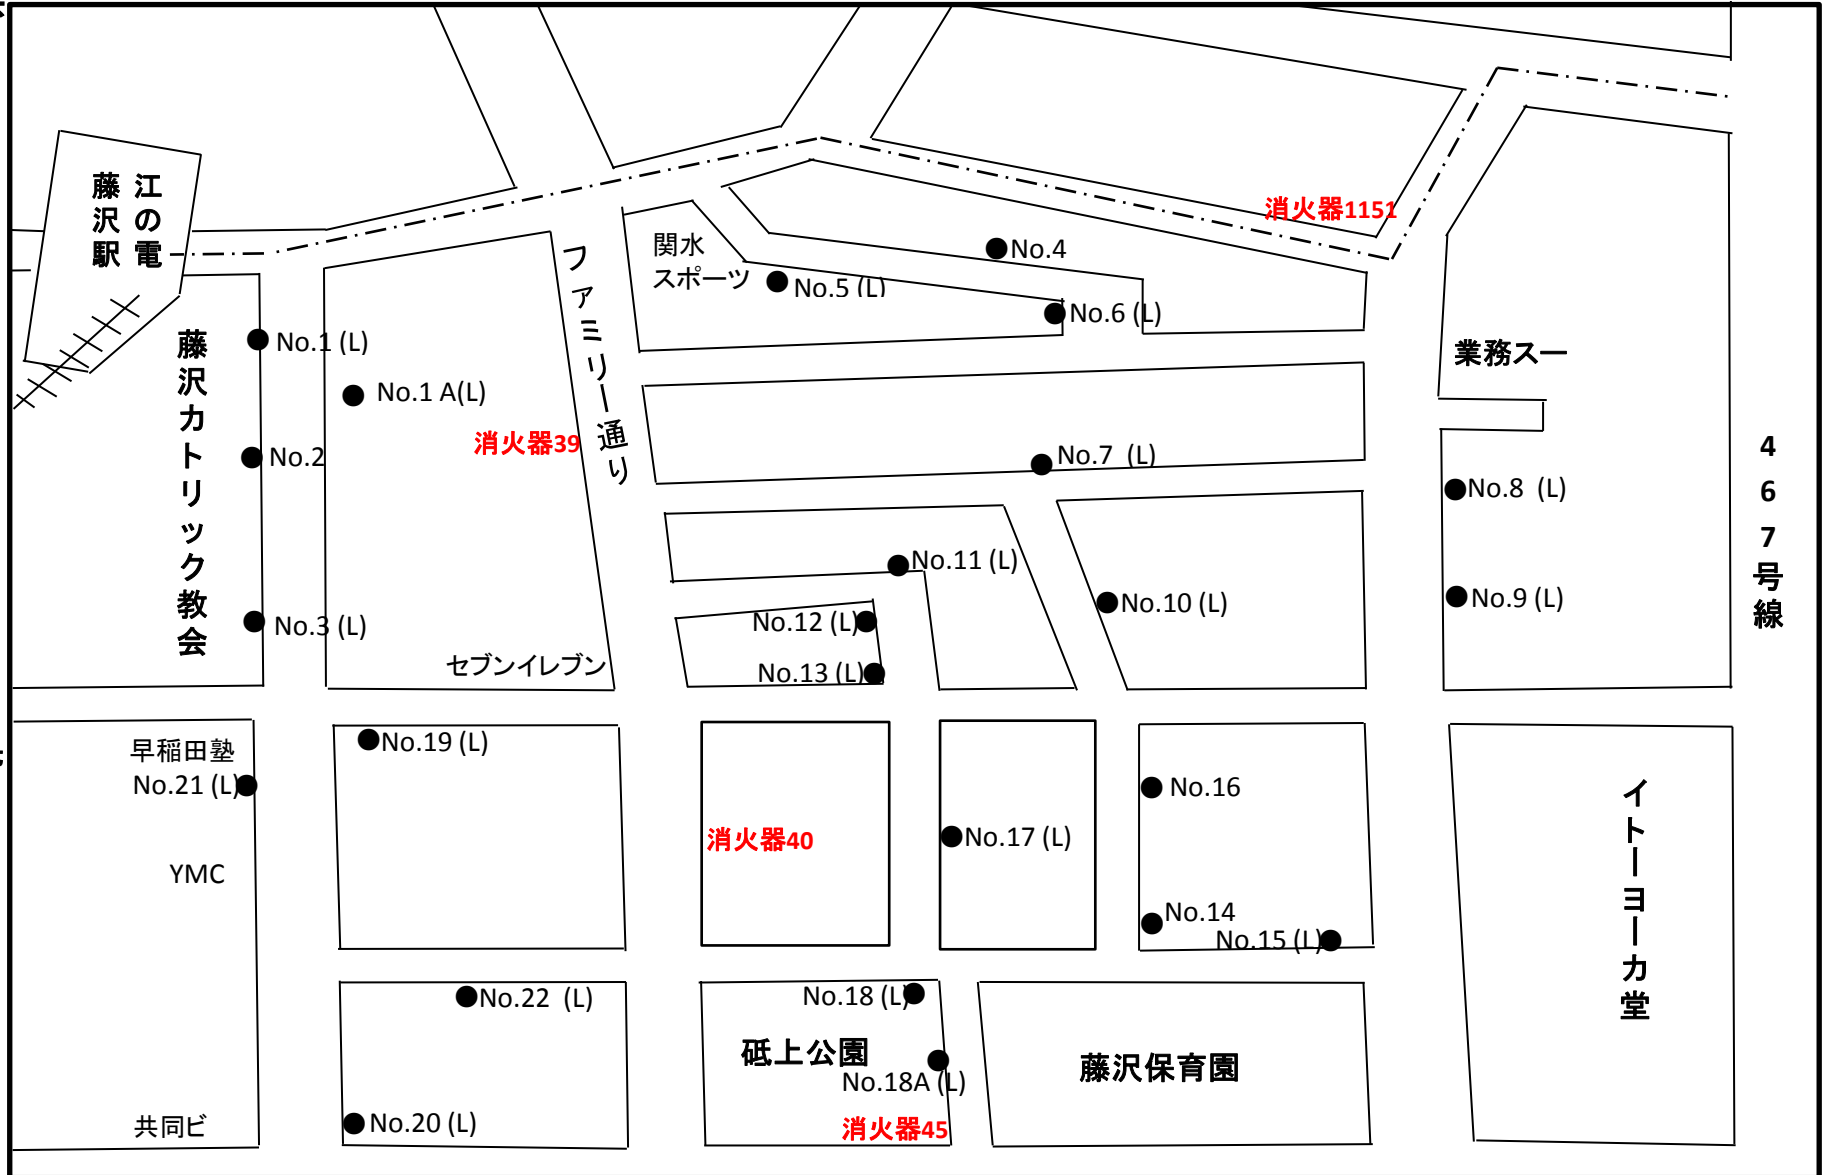 江の電
藤沢駅
消火器1151
関水
スポーツ
No.4
No.5 (L)
No.6 (L)
ファミリー通り
藤沢カトリック教会
No.1 (L)
No.1 A(L)
業務スー
消火器39
No.2
No.7 (L)
No.8 (L)
467号線
No.11 (L)
No.10 (L)
No.9 (L)
No.3 (L)
No.12 (L)
セブンイレブン
No.13 (L)
早稲田塾
No.21 (L)
No.19 (L)
No.16
消火器40
No.17 (L)
イトーヨーカ堂
YMC
No.14
No.15 (L)
No.22 (L)
No.18 (L)
砥上公園
No.18A (L)
藤沢保育園
共同ビ
No.20 (L)
消火器45